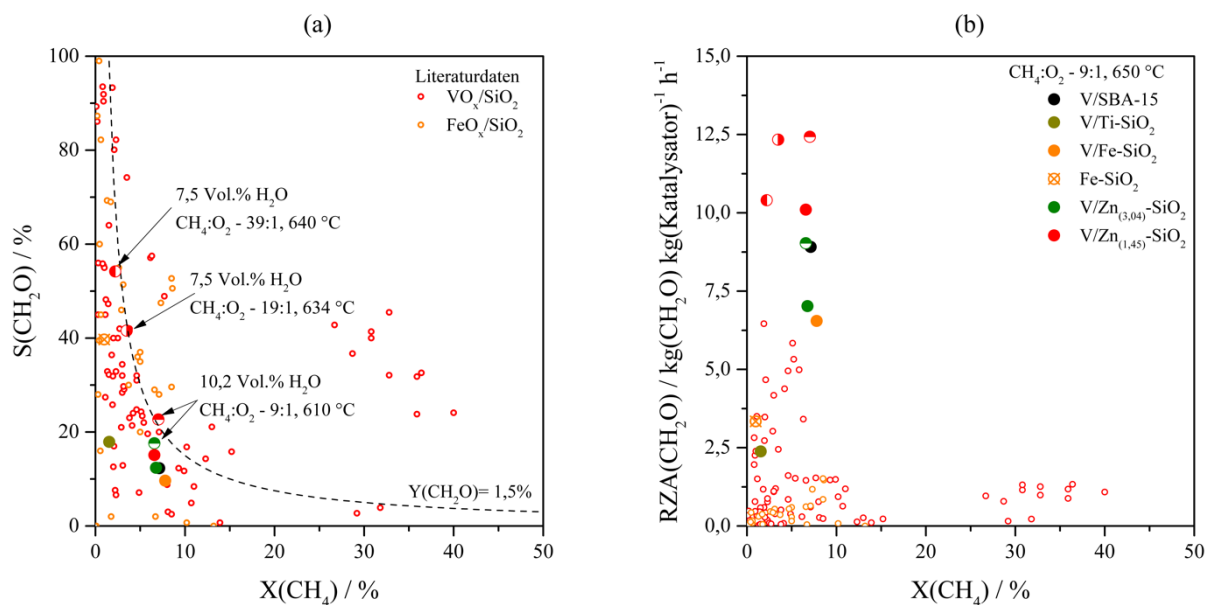 (a)
S(CH₂O) / %
100
80
60
40
20
0
Literaturdaten
VOₓ/SiO₂
FeOₓ/SiO₂
7,5 Vol.% H₂O
CH₄:O₂ - 39:1, 640 °C
7,5 Vol.% H₂O
CH₄:O₂ - 19:1, 634 °C
10,2 Vol.% H₂O
CH₄:O₂ - 9:1, 610 °C
Y(CH₂O)= 1,5%
0 10 20 30 40 50
X(CH₄) / %
(b)
RZA(CH₂O) / kg(CH₂O) kg(Katalysator)⁻¹ h⁻¹
15,0
12,5
10,0
7,5
5,0
2,5
0,0
CH₄:O₂ - 9:1, 650 °C
V/SBA-15
V/Ti-SiO₂
V/Fe-SiO₂
Fe-SiO₂
V/Zn₍₃,₀₄₎-SiO₂
V/Zn₍₁,₄₅₎-SiO₂
0 10 20 30 40 50
X(CH₄) / %